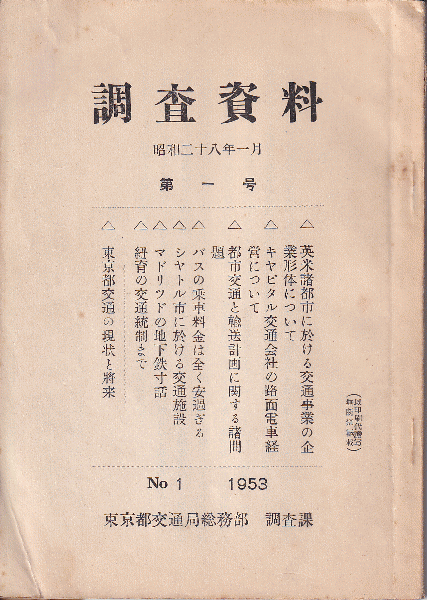 調査資料
昭和二十八年一月
第一号
△ 英米諸都市に於ける交通事業の企
業形体について
△ キャピタル交通会社の路面電車経
営について
△ 都市交通と輸送計画に関する諸問
題
△ バスの乗車料金は全く安過ぎる
△ シヤトル市に於ける交通施設
△ マドリツドの地下鉄寸話
△ 紐育の交通統制まで
△ 東京都交通の現状と將来
No 1 1953
東京都交通局総務部 調査課